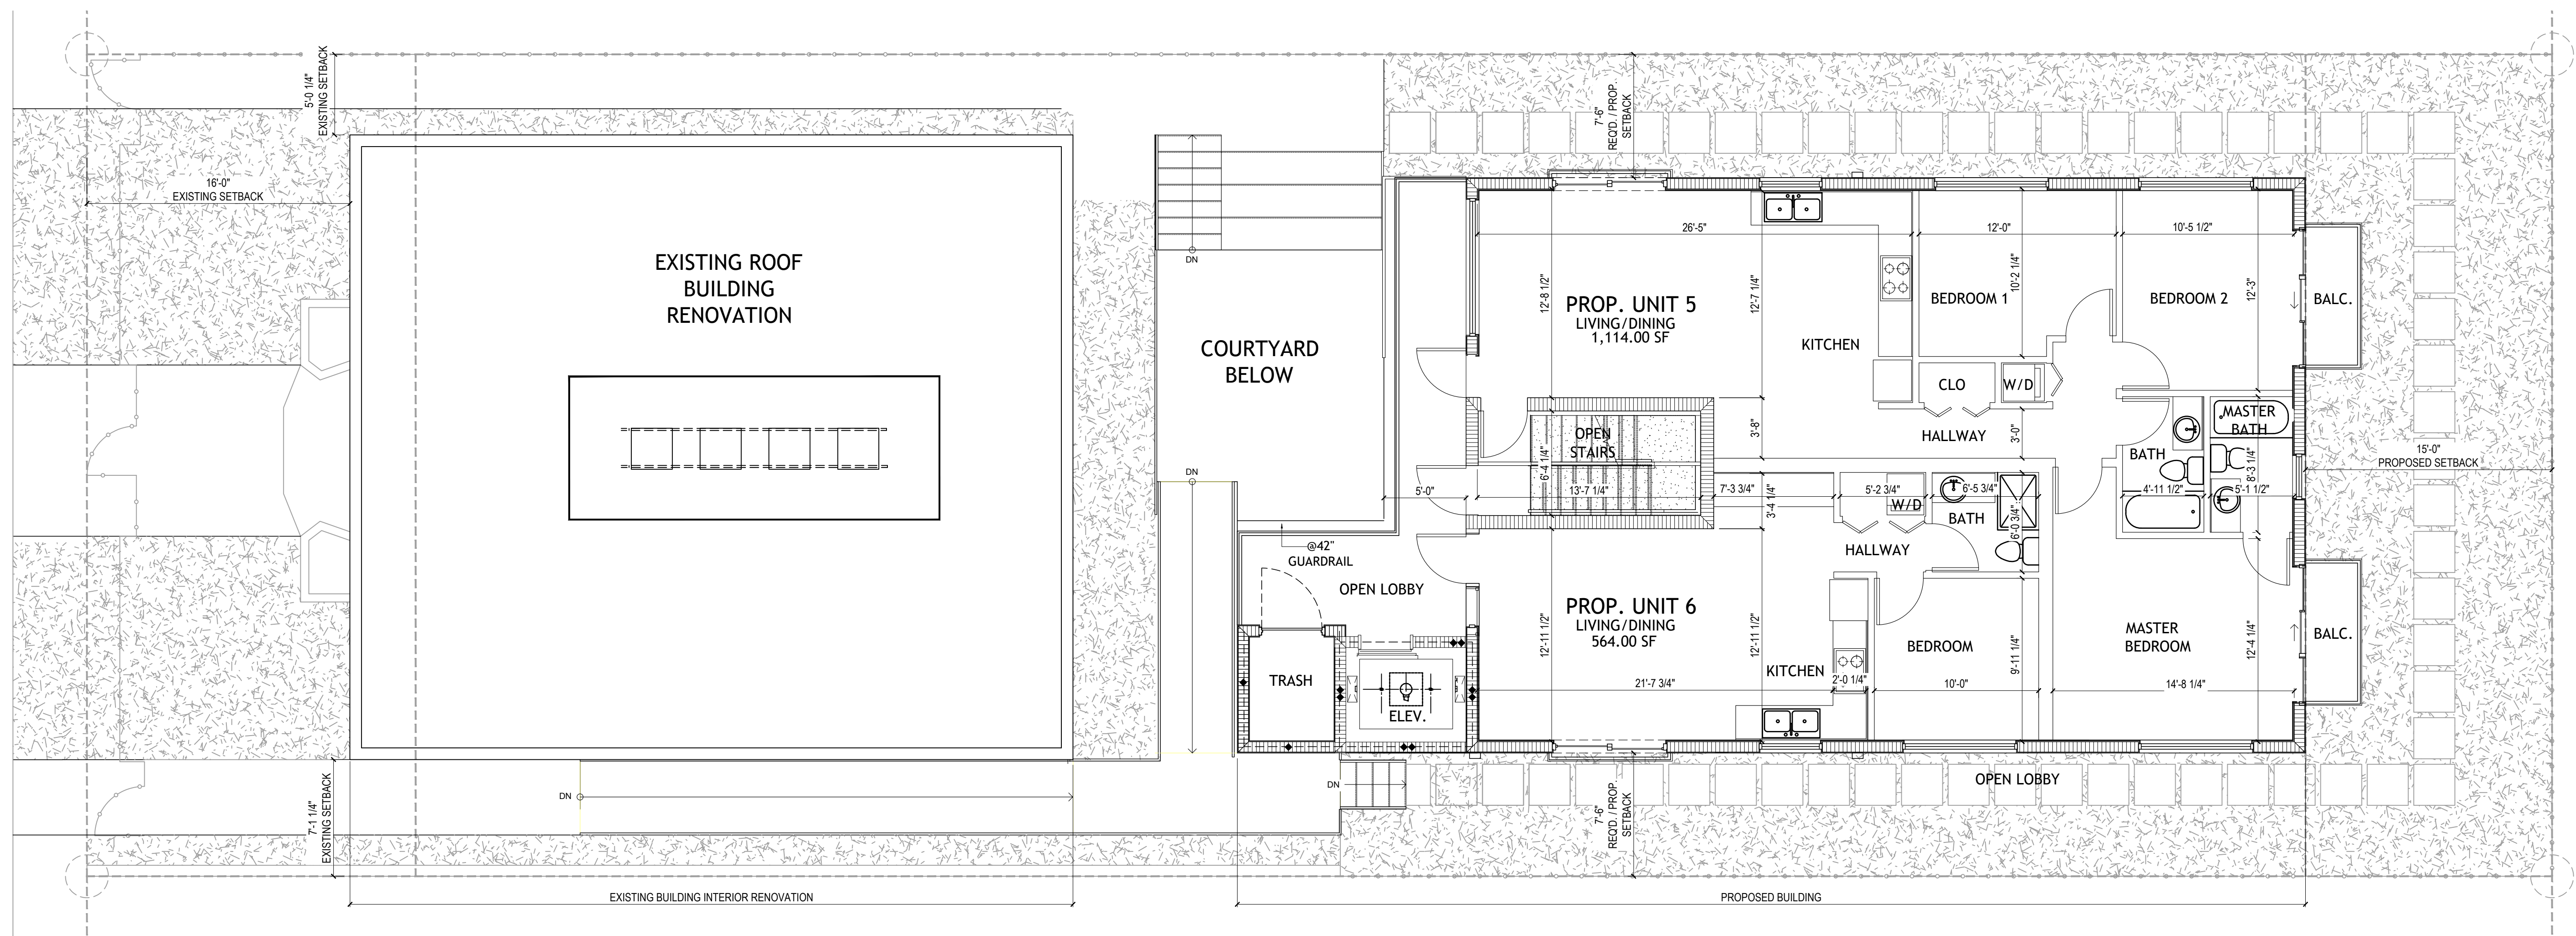 5'-0 1/4"
EXISTING SETBACK
16'-0"
EXISTING SETBACK
EXISTING ROOF
BUILDING
RENOVATION
DN
COURTYARD
BELOW
DN
@42"
GUARDRAIL
OPEN LOBBY
TRASH
ELEV.
5'-0"
7'-6"
REQ'D. / PROP.
SETBACK
26'-5"
12'-0"
10'-5 1/2"
12'-8 1/2"
12'-7 1/4"
10'-2 1/4"
12'-3"
PROP. UNIT 5
LIVING/DINING
1,114.00 SF
KITCHEN
BEDROOM 1
BEDROOM 2
BALC.
CLO
W/D
HALLWAY
3'-8"
3'-0"
OPEN
STAIRS
6'-4 1/4"
13'-7 1/4"
7'-3 3/4"
3'-4 1/4"
5'-2 3/4"
W/D
6'-5 3/4"
BATH
6'-0 3/4"
HALLWAY
MASTER
BATH
BATH
8'-3 1/4"
4'-11 1/2"
5'-1 1/2"
15'-0"
PROPOSED SETBACK
PROP. UNIT 6
LIVING/DINING
564.00 SF
12'-11 1/2"
12'-11 1/2"
KITCHEN
2'-0 1/4"
21'-7 3/4"
BEDROOM
9'-11 1/4"
10'-0"
MASTER
BEDROOM
12'-4 1/4"
14'-8 1/4"
BALC.
OPEN LOBBY
DN
DN
7'-1 1/4"
EXISTING SETBACK
7'-6"
REQ'D. / PROP.
SETBACK
EXISTING BUILDING INTERIOR RENOVATION
PROPOSED BUILDING